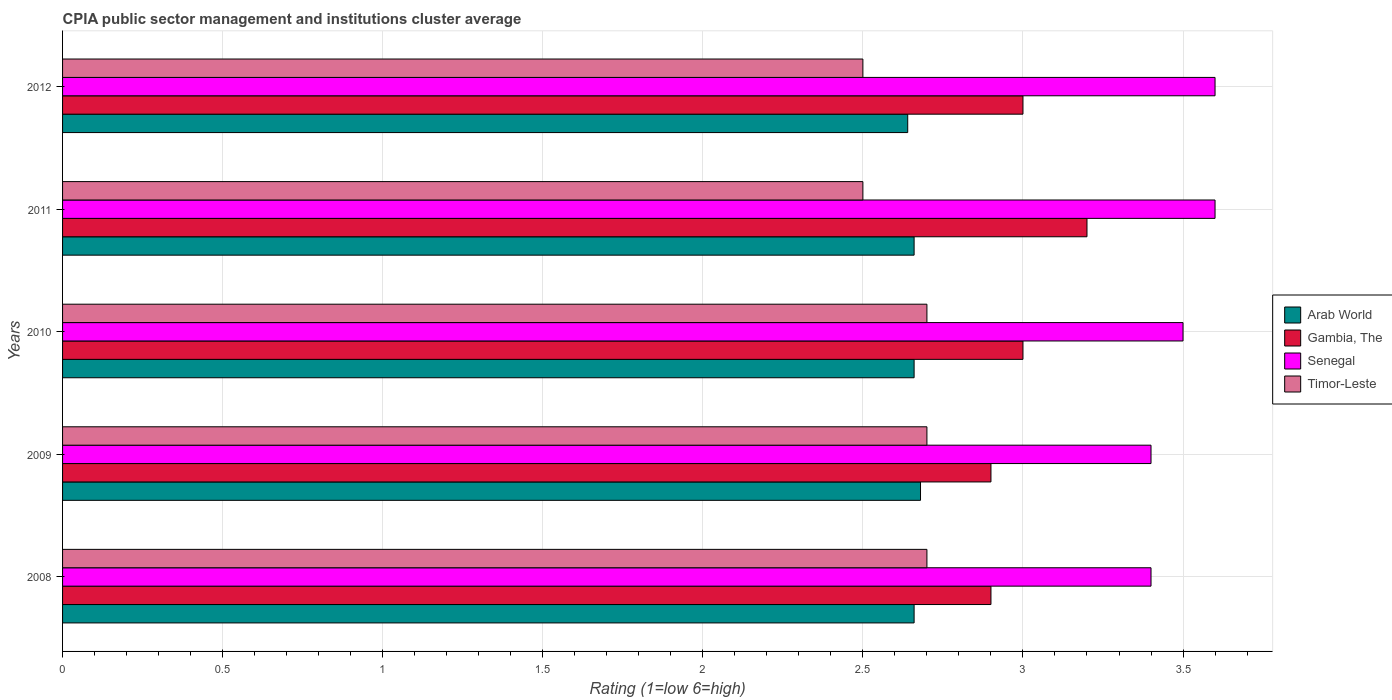 CPIA public sector management and institutions cluster average
2012
2011
2010
2009
2008
Years
0
0.5
1
1.5
2
2.5
3
3.5
Rating (1=low 6=high)
Arab World
Gambia, The
Senegal
Timor-Leste